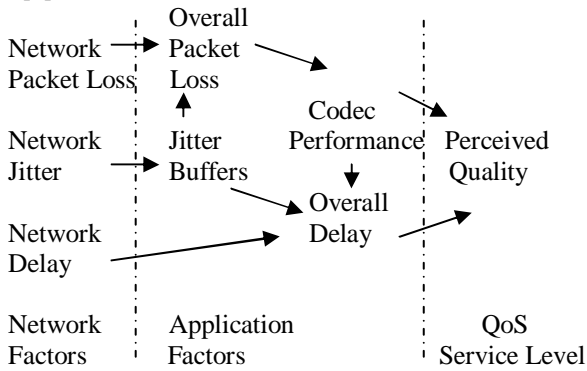 Overall
Network Packet
Packet Loss Loss
Codec
Network Jitter Performance Perceived
Jitter Buffers Quality
Overall
Network Delay
Delay
Network Application QoS
Factors Factors Service Level